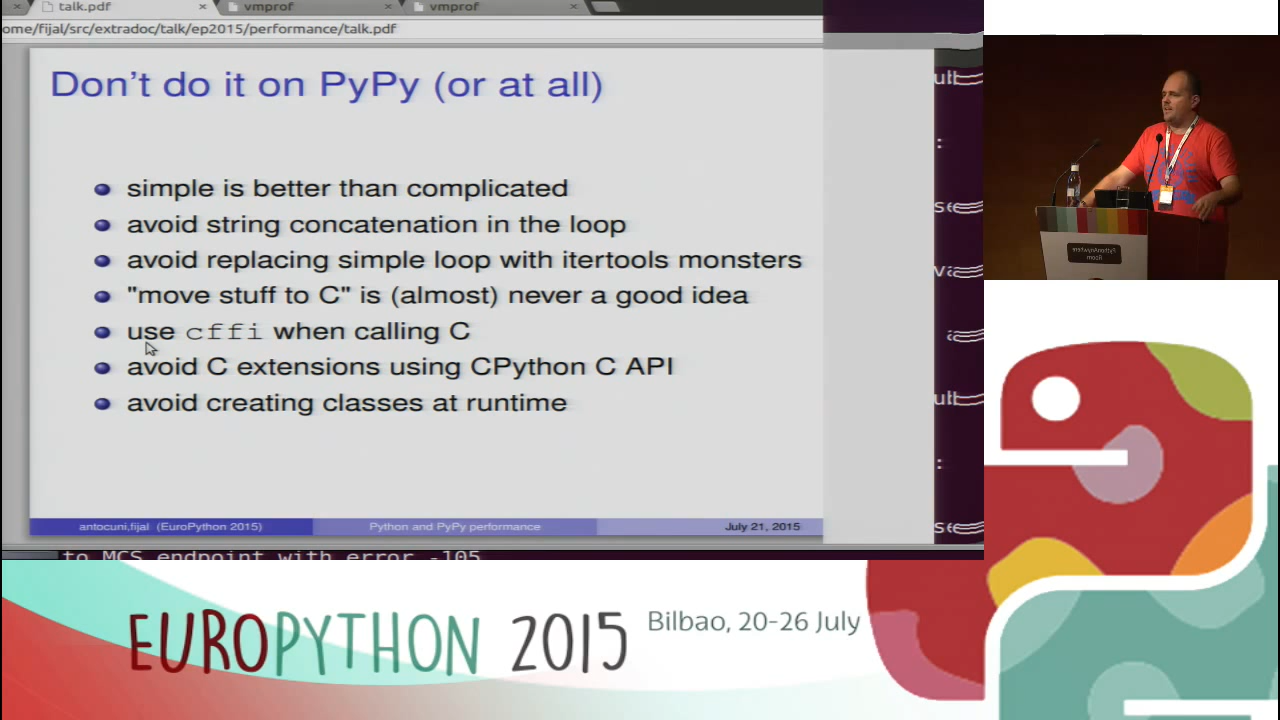 talk.pdf
vmprof
vmprof
ome/fijal/src/extradoc/talk/ep2015/performance/talk.pdf
Don't do it on PyPy (or at all)
simple is better than complicated
avoid string concatenation in the loop
avoid replacing simple loop with itertools monsters
"move stuff to C" is (almost) never a good idea
use cffi when calling C
avoid C extensions using CPython C API
avoid creating classes at runtime
antocuni,fijal (EuroPython 2015)
Python and PyPy performance
July 21, 2015
to MCS endpoint with error -105
PythonAnywhere
Room
EUROPYTHON 2015
Bilbao, 20-26 July